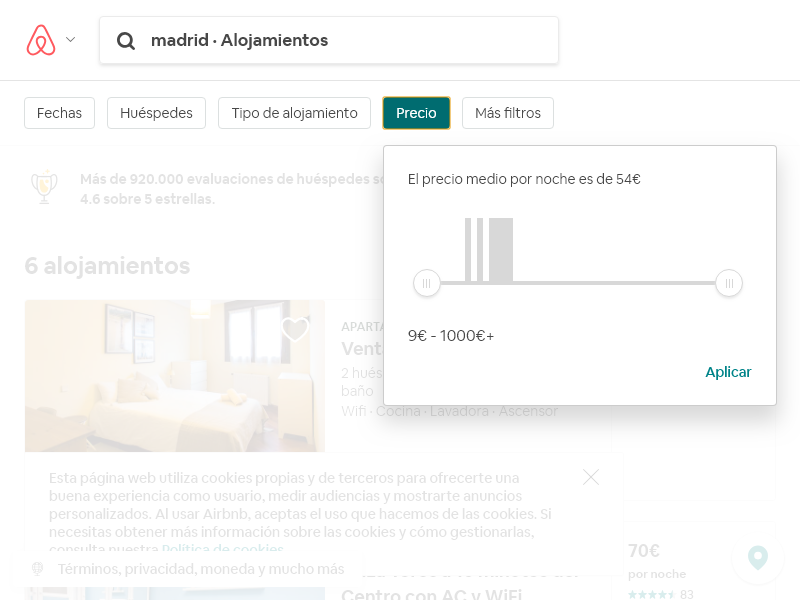 madrid · Alojamientos
Fechas
Huéspedes
Tipo de alojamiento
Precio
Más filtros
El precio medio por noche es de 54€
9€ - 1000€+
Aplicar
Más de 920.000 evaluaciones de huéspedes
4.6 sobre 5 estrellas.
6 alojamientos
2 hués
baño
Wifi · Cocina · Lavadora · Ascensor
Esta página web utiliza cookies propias y de terceros para ofrecerte una
buena experiencia como usuario, medir audiencias y mostrarte anuncios
personalizados. Al usar Airbnb, aceptas el uso que hacemos de las cookies. Si
necesitas obtener más información sobre las cookies y cómo gestionarlas,
consulta nuestra Política de cookies
Términos, privacidad, moneda y mucho más
Centro con AC y WiFi
70€
por noche
83